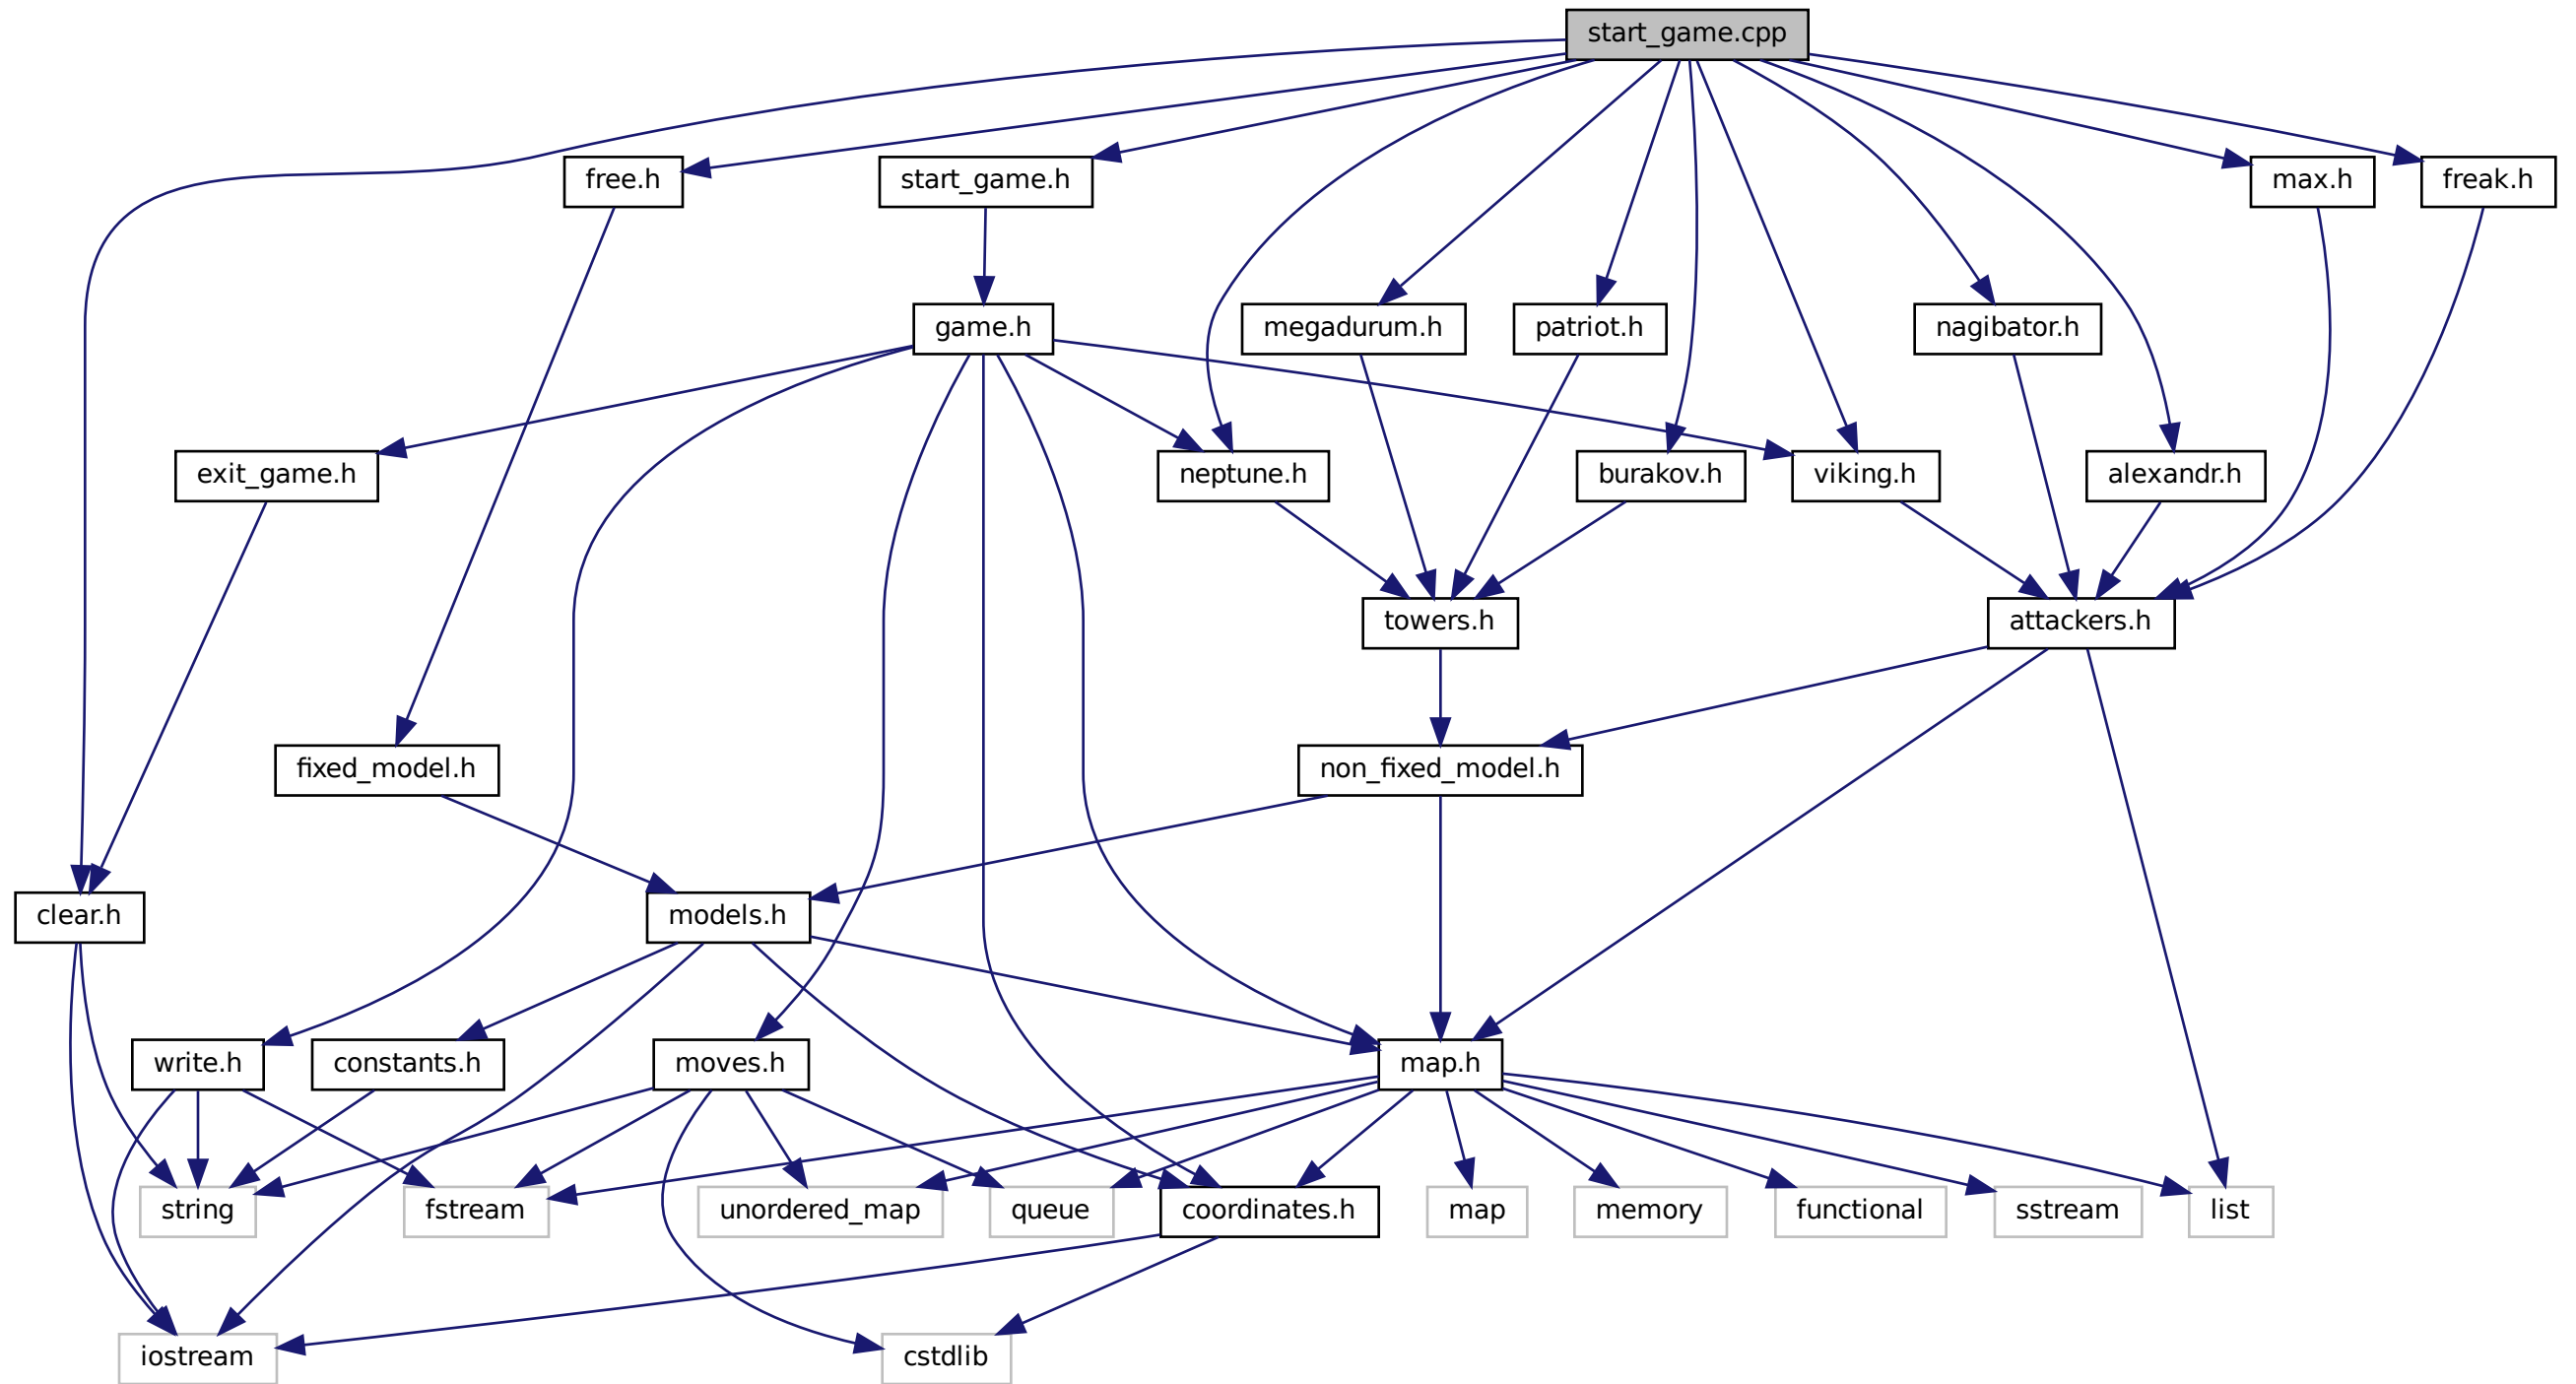 start_game.cpp
free.h
start_game.h
max.h
freak.h
game.h
megadurum.h
patriot.h
nagibator.h
exit_game.h
neptune.h
burakov.h
viking.h
alexandr.h
towers.h
attackers.h
fixed_model.h
non_fixed_model.h
clear.h
models.h
write.h
constants.h
moves.h
map.h
string
fstream
unordered_map
queue
coordinates.h
map
memory
functional
sstream
list
iostream
cstdlib